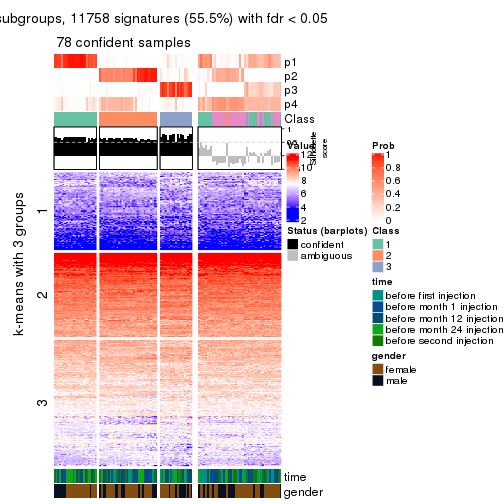 subgroups, 11758 signatures (55.5%) with fdr < 0.05
78 confident samples
p1
p2
p3
p4
Class
1
Silhouette
score
k-means with 3 groups
1
2
3
time
gender
Value
12
10
8
6
4
2
Status (barplots)
confident
ambiguous
Prob
1
0.8
0.6
0.4
0.2
0
Class
1
2
3
time
before first injection
before month 1 injection
before month 12 injection
before month 24 injection
before second injection
gender
female
male